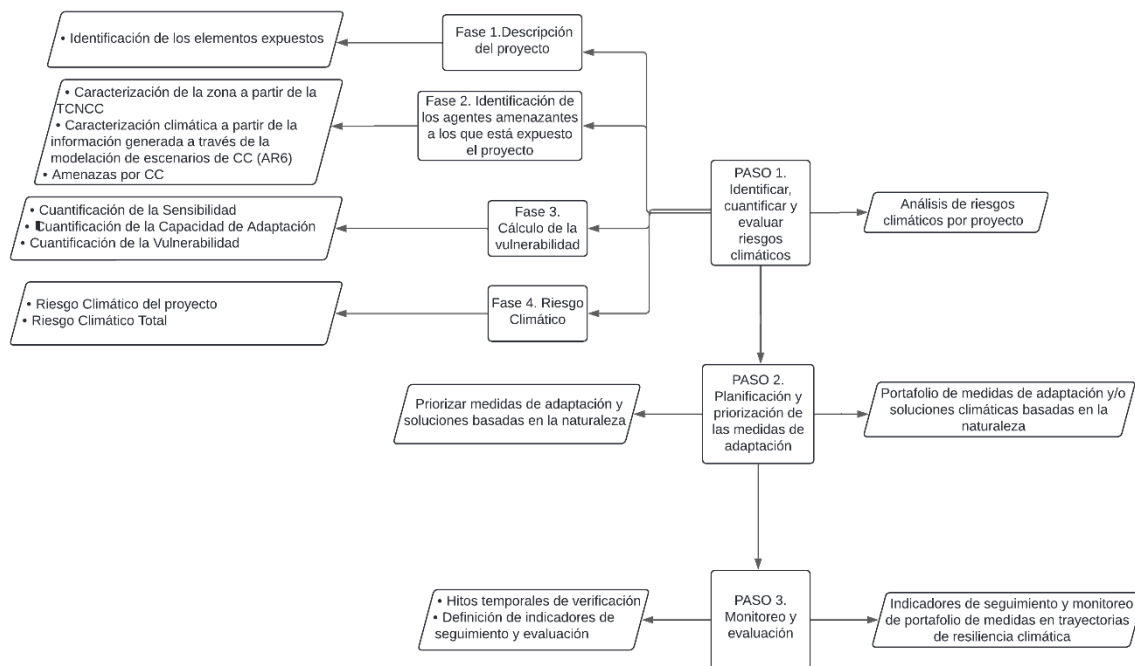 • Identificación de los elementos expuestos
Fase 1.Descripción
del proyecto
• Caracterización de la zona a partir de la
TCNCC
• Caracterización climática a partir de la
información generada a través de la
modelación de escenarios de CC (AR6)
• Amenazas por CC
Fase 2. Identificación de
los agentes amenazantes
a los que está expuesto
el proyecto
• Cuantificación de la Sensibilidad
• Cuantificación de la Capacidad de Adaptación
• Cuantificación de la Vulnerabilidad
Fase 3.
Cálculo de la
vulnerabilidad
• Riesgo Climático del proyecto
• Riesgo Climático Total
Fase 4. Riesgo
Climático
PASO 1.
Identificar,
cuantificar y
evaluar
riesgos
climáticos
Análisis de riesgos
climáticos por proyecto
Priorizar medidas de adaptación y
soluciones basadas en la naturaleza
PASO 2.
Planificación y
priorización de
las medidas de
adaptación
Portafolio de medidas de adaptación y/o
soluciones climáticas basadas en la
naturaleza
• Hitos temporales de verificación
• Definición de indicadores de
seguimiento y evaluación
PASO 3.
Monitoreo y
evaluación
Indicadores de seguimiento y monitoreo
de portafolio de medidas en trayectorias
de resiliencia climática